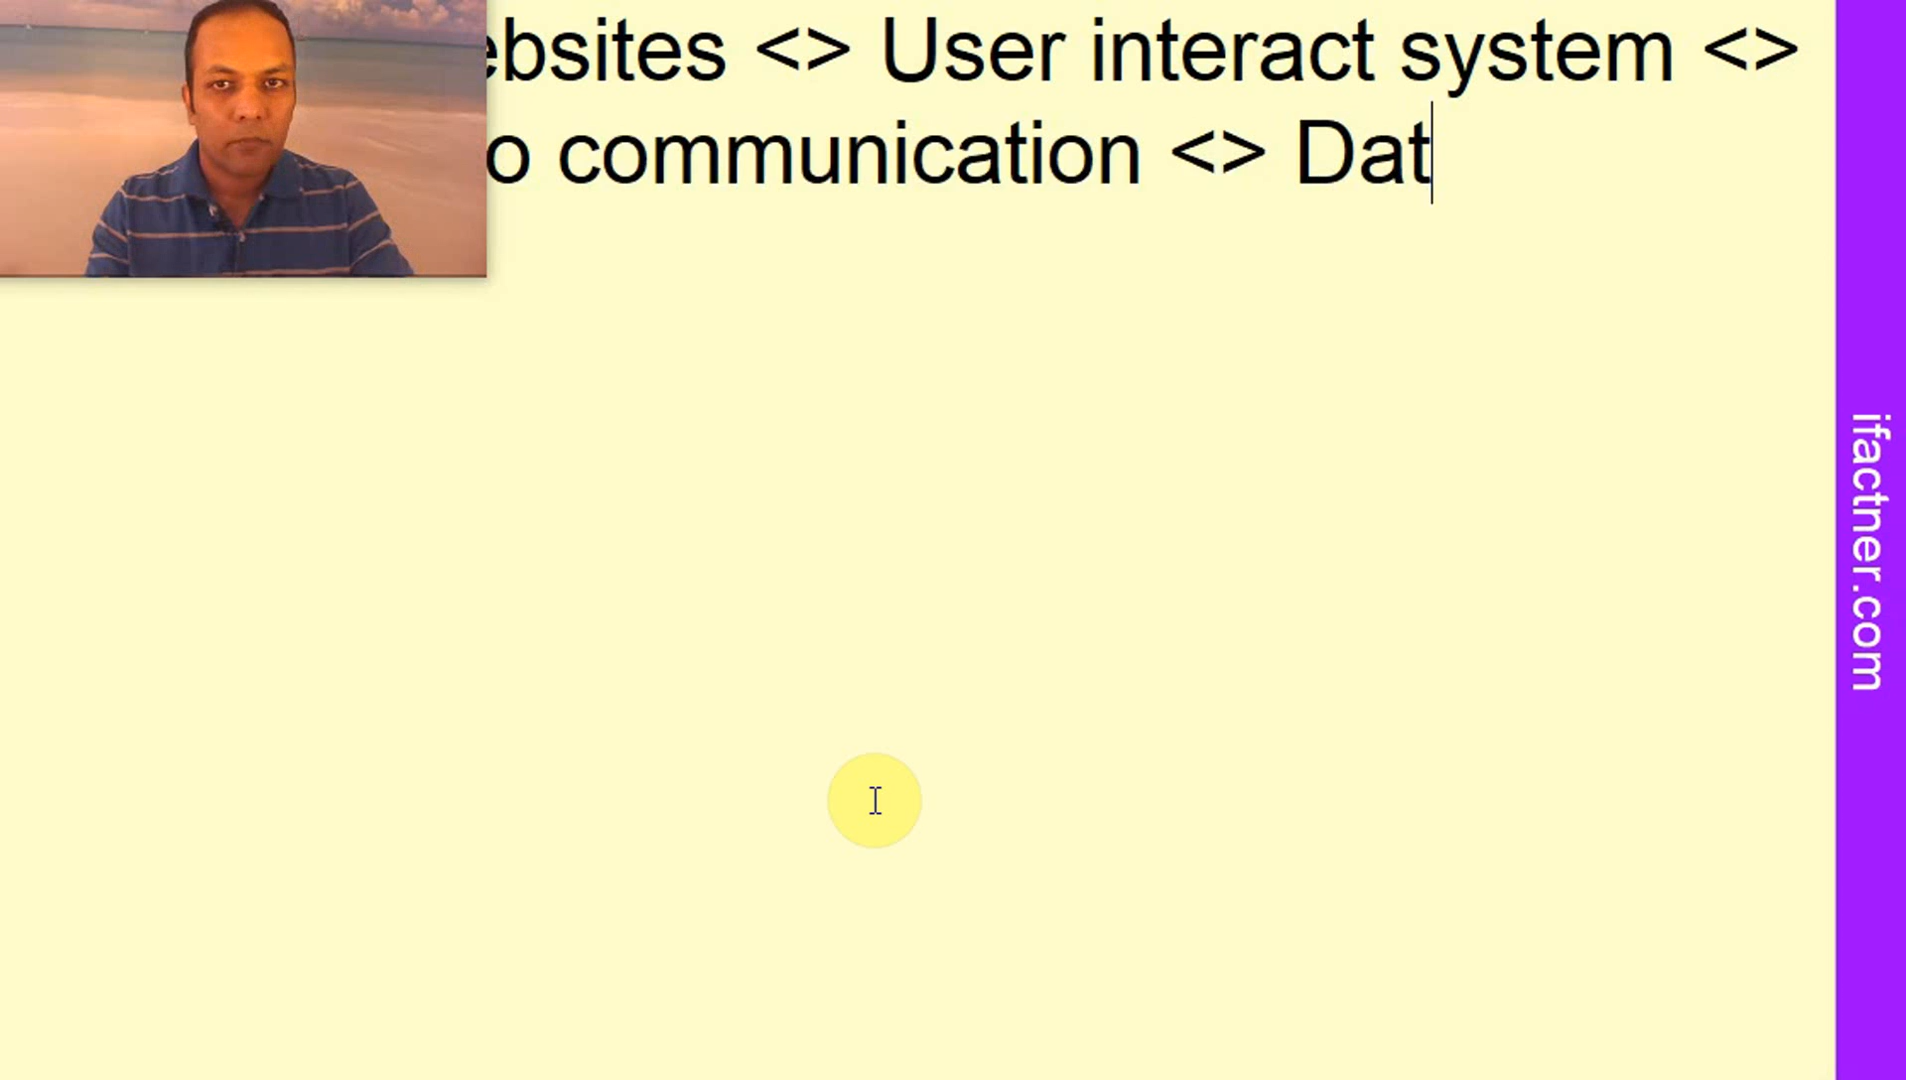 ebsites <> User interact system <>
o communication <> Dat
ifactner.com